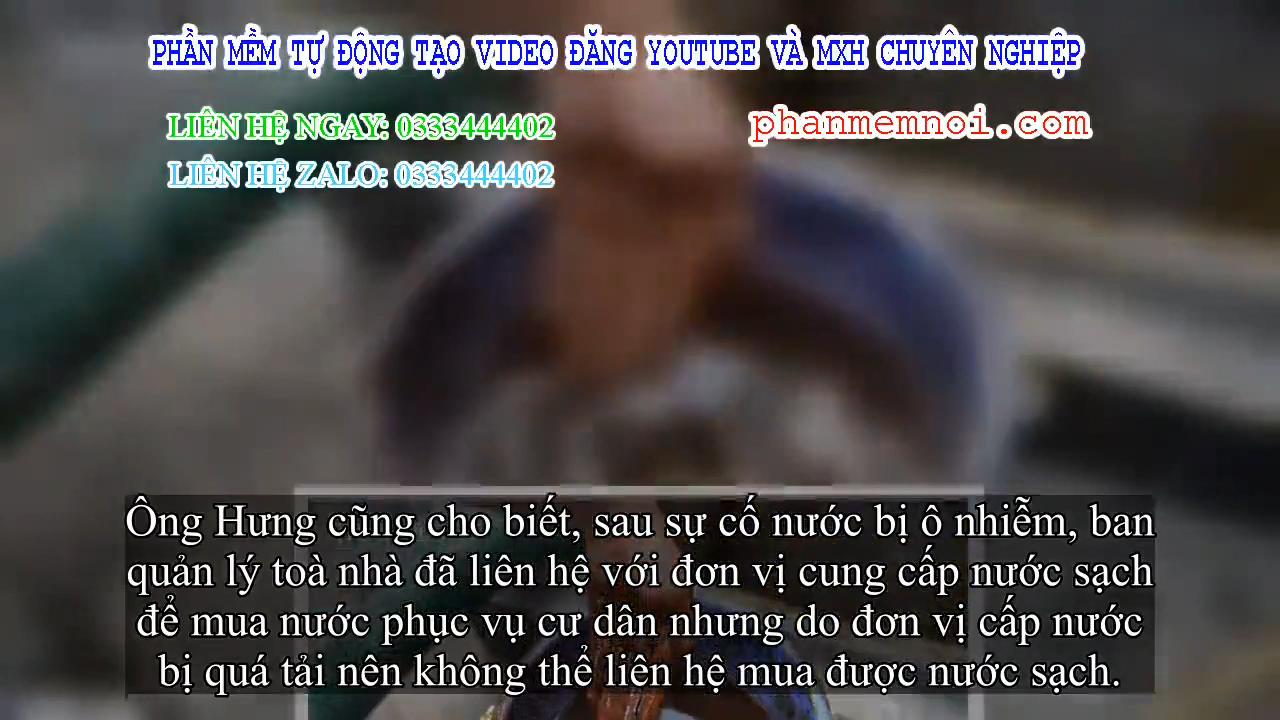 PHẦN MỀM TỰ ĐỘNG TẠO VIDEO ĐĂNG YOUTUBE VÀ MXH CHUYÊN NGHIỆP
LIÊN HỆ NGAY: 0333444402
phanmemnoi.com
LIÊN HỆ ZALO: 0333444402
Ông Hưng cũng cho biết, sau sự cố nước bị ô nhiễm, ban
quản lý toà nhà đã liên hệ với đơn vị cung cấp nước sạch
để mua nước phục vụ cư dân nhưng do đơn vị cấp nước
bị quá tải nên không thể liên hệ mua được nước sạch.